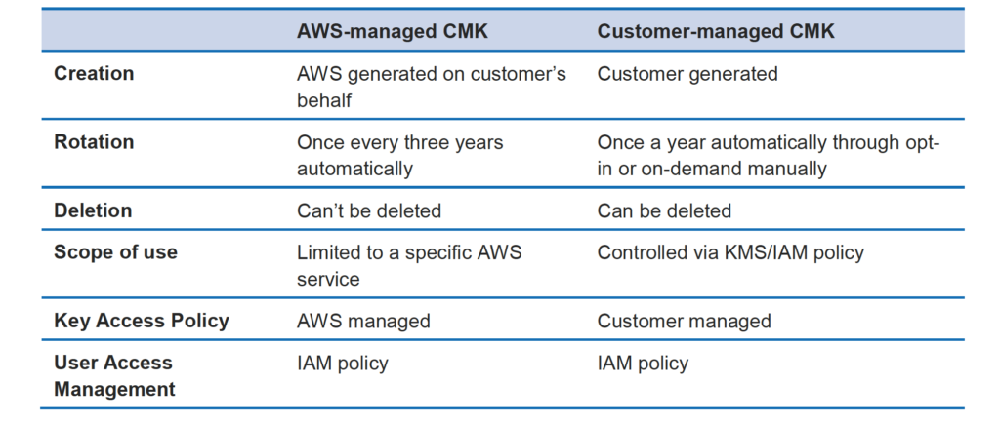 AWS-managed CMK Customer-managed CMK
Creation AWS generated on customer's Customer generated
behalf
Rotation Once every three years Once a year automatically through opt-
automatically in or on-demand manually
Deletion Can't be deleted Can be deleted
Scope of use Limited to a specific AWS Controlled via KMS/IAM policy
service
Key Access Policy AWS managed Customer managed
User Access IAM policy IAM policy
Management